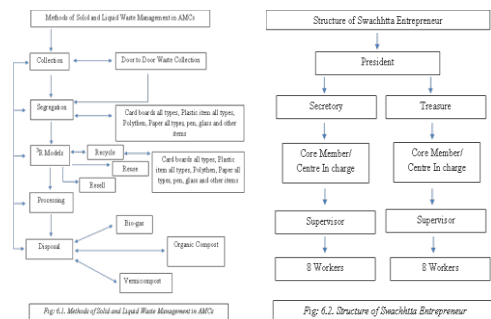 Methods of Solid and Liquid Waste Management in AMCs
Collection
Door to Door Waste Collection
Segregation
Card boards all types, Plastic item all types,
Polythen, Paper all types, pen, glass and other
items
3R Models
Recycle
Reuse
Resell
Card boards all types, Plastic
item all types, Polythen, Paper all
types, pen, glass and other items
Processing
Disposal
Bio-gas
Organic Compost
Vermicompost
Fig: 6.1. Methods of Solid and Liquid Waste Management in AMCs
Structure of Swachhtta Entrepreneur
President
Secretory
Treasure
Core Member/
Centre In charge
Core Member/
Centre In charge
Supervisor
Supervisor
8 Workers
8 Workers
Fig: 6.2. Structure of Swachhtta Entrepreneur